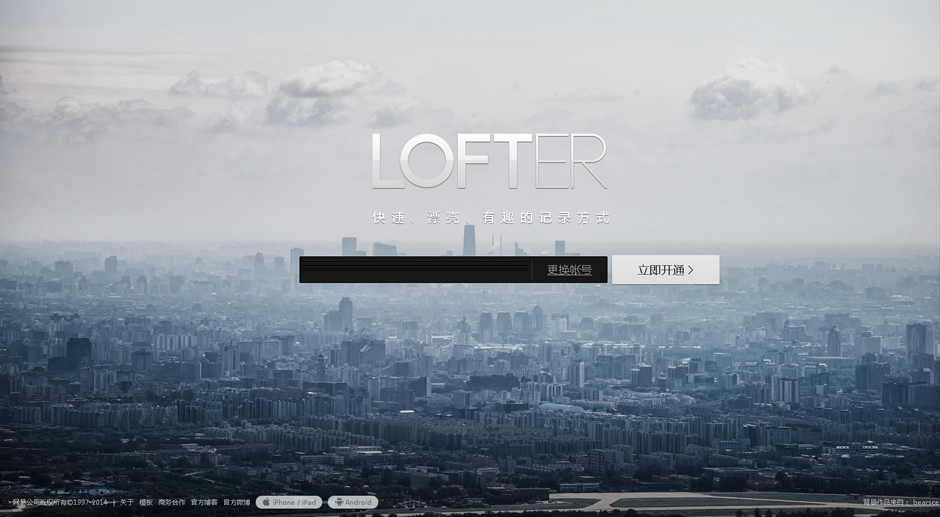 LOFTER
快速、漂亮、有趣的记录方式
更换帐号
立即开通 >
网易公司版权所有©1997-2014 | 关于 模板 商务合作 官方博客 官方微博 iPhone / iPad Android
背景作品来自： bearsce